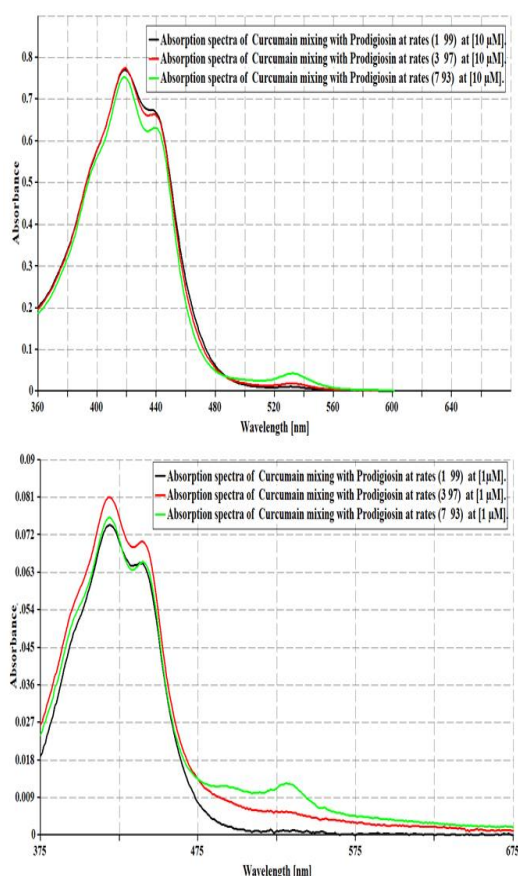 Absorption spectra of Curcumain mixing with Prodigiosin at rates (1 99) at [10 µM].
Absorption spectra of Curcumain mixing with Prodigiosin at rates (3 97) at [10 µM].
Absorption spectra of Curcumain mixing with Prodigiosin at rates (7 93) at [10 µM].
0.8
0.7
0.6
0.5
0.4
0.3
0.2
0.1
0
Absorbance
360 400 440 480 520 560 600 640
Wavelength [nm]
Absorption spectra of Curcumain mixing with Prodigiosin at rates (1 99) at [1µM].
Absorption spectra of Curcumain mixing with Prodigiosin at rates (3 97) at [1 µM].
Absorption spectra of Curcumain mixing with Prodigiosin at rates (7 93) at [1 µM].
0.09
0.081
0.072
0.063
0.054
0.045
0.036
0.027
0.018
0.009
0
Absorbance
375 475 575 675
Wavelength [nm]